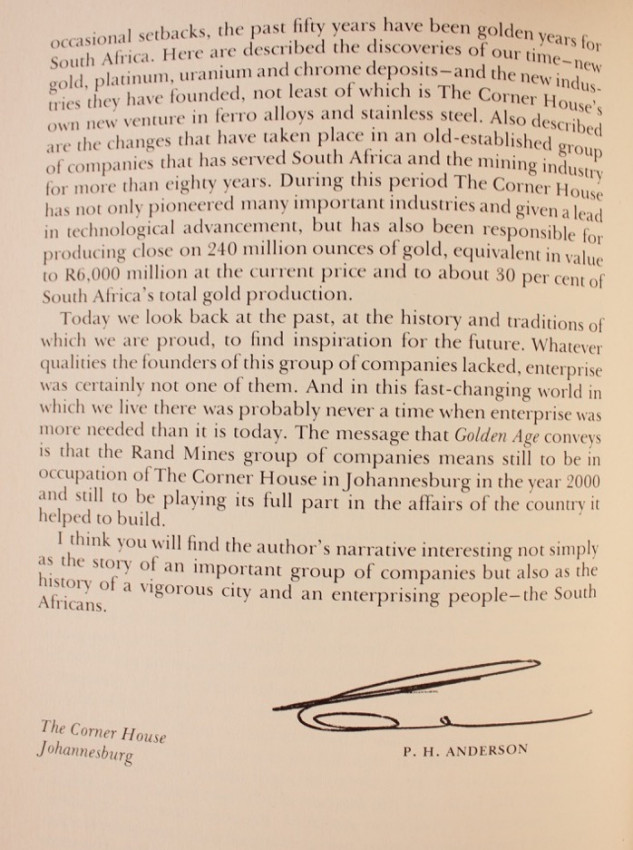 occasional setbacks, the past fifty years have been golden years for
South Africa. Here are described the discoveries of our time–new
gold, platinum, uranium and chrome deposits–and the new indus-
tries they have founded, not least of which is The Corner House's
own new venture in ferro alloys and stainless steel. Also described
are the changes that have taken place in an old-established group
of companies that has served South Africa and the mining industry
for more than eighty years. During this period The Corner House
has not only pioneered many important industries and given a lead
in technological advancement, but has also been responsible for
producing close on 240 million ounces of gold, equivalent in value
to R6,000 million at the current price and to about 30 per cent of
South Africa's total gold production.
Today we look back at the past, at the history and traditions of
which we are proud, to find inspiration for the future. Whatever
qualities the founders of this group of companies lacked, enterprise
was certainly not one of them. And in this fast-changing world in
which we live there was probably never a time when enterprise was
more needed than it is today. The message that Golden Age conveys
is that the Rand Mines group of companies means still to be in
occupation of The Corner House in Johannesburg in the year 2000
and still to be playing its full part in the affairs of the country it
helped to build.
I think you will find the author's narrative interesting not simply
as the story of an important group of companies but also as the
history of a vigorous city and an enterprising people–the South
Africans.
The Corner House
Johannesburg
P. H. ANDERSON